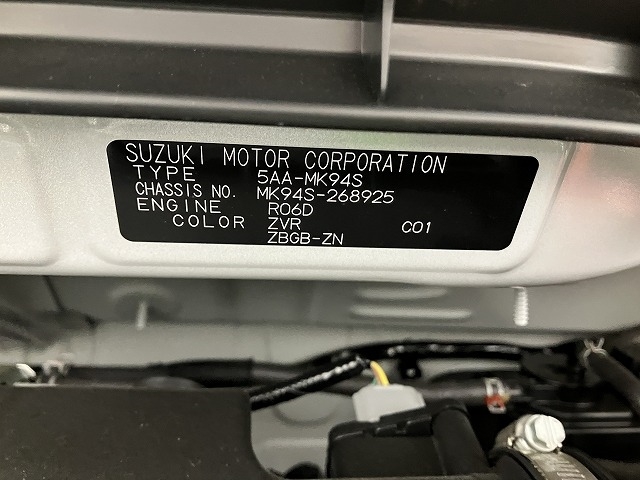 SUZUKI MOTOR CORPORATION
TYPE 5AA-MK94S
CHASSIS NO. MK94S-268925
ENGINE R06D
COLOR ZVR C01
ZBGB-ZN